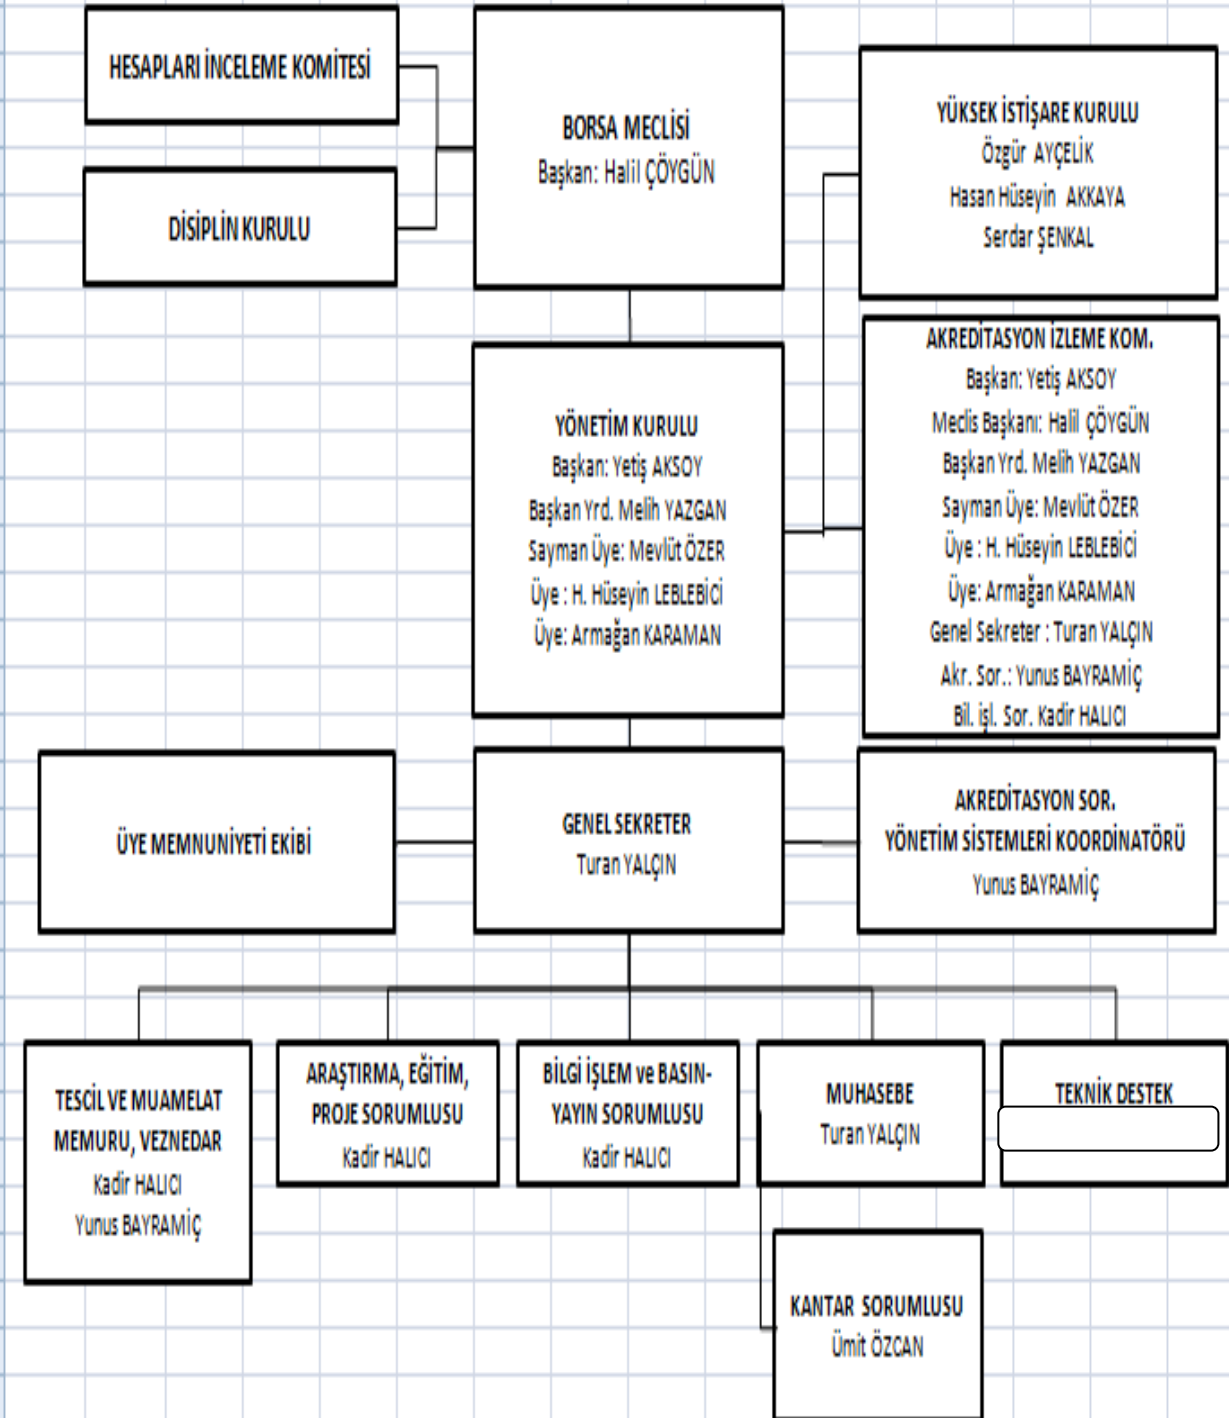 HESAPLARI İNCELEME KOMİTESİ
DİSİPLİN KURULU
BORSA MECLİSİ
Başkan: Halil ÇÖYGÜN
YÜKSEK İSTİŞARE KURULU
Özgür AYÇELİK
Hasan Hüseyin AKKAYA
Serdar ŞENKAL
YÖNETİM KURULU
Başkan: Yetiş AKSOY
Başkan Yrd. Melih YAZGAN
Sayman Üye: Mevlüt ÖZER
Üye : H. Hüseyin LEBLEBİCİ
Üye: Armağan KARAMAN
AKREDİTASYON İZLEME KOM.
Başkan: Yetiş AKSOY
Meclis Başkanı: Halil ÇÖYGÜN
Başkan Yrd. Melih YAZGAN
Sayman Üye: Mevlüt ÖZER
Üye : H. Hüseyin LEBLEBİCİ
Üye: Armağan KARAMAN
Genel Sekreter : Turan YALÇIN
Akr. Sor.: Yunus BAYRAMİÇ
Bil. işl. Sor. Kadir HALICI
ÜYE MEMNUNİYETİ EKİBİ
GENEL SEKRETER
Turan YALÇIN
AKREDİTASYON SOR.
YÖNETİM SİSTEMLERİ KOORDİNATÖRÜ
Yunus BAYRAMİÇ
TESCİL VE MUAMELAT
MEMURU, VEZNEDAR
Kadir HALICI
Yunus BAYRAMİÇ
ARAŞTIRMA, EĞİTİM,
PROJE SORUMLUSU
Kadir HALICI
BİLGİ İŞLEM ve BASIN-
YAYIN SORUMLUSU
Kadir HALICI
MUHASEBE
Turan YALÇIN
TEKNİK DESTEK
KANTAR SORUMLUSU
Ümit ÖZCAN